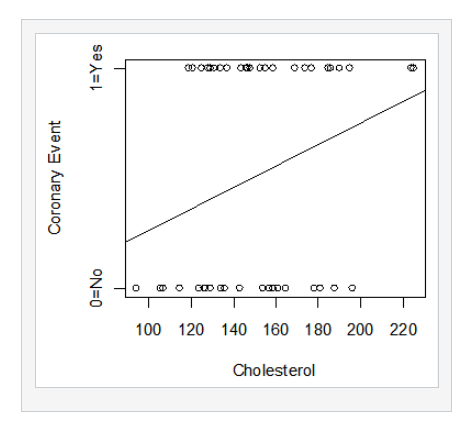 Coronary Event
1=Yes
0=No
100 120 140 160 180 200 220
Cholesterol